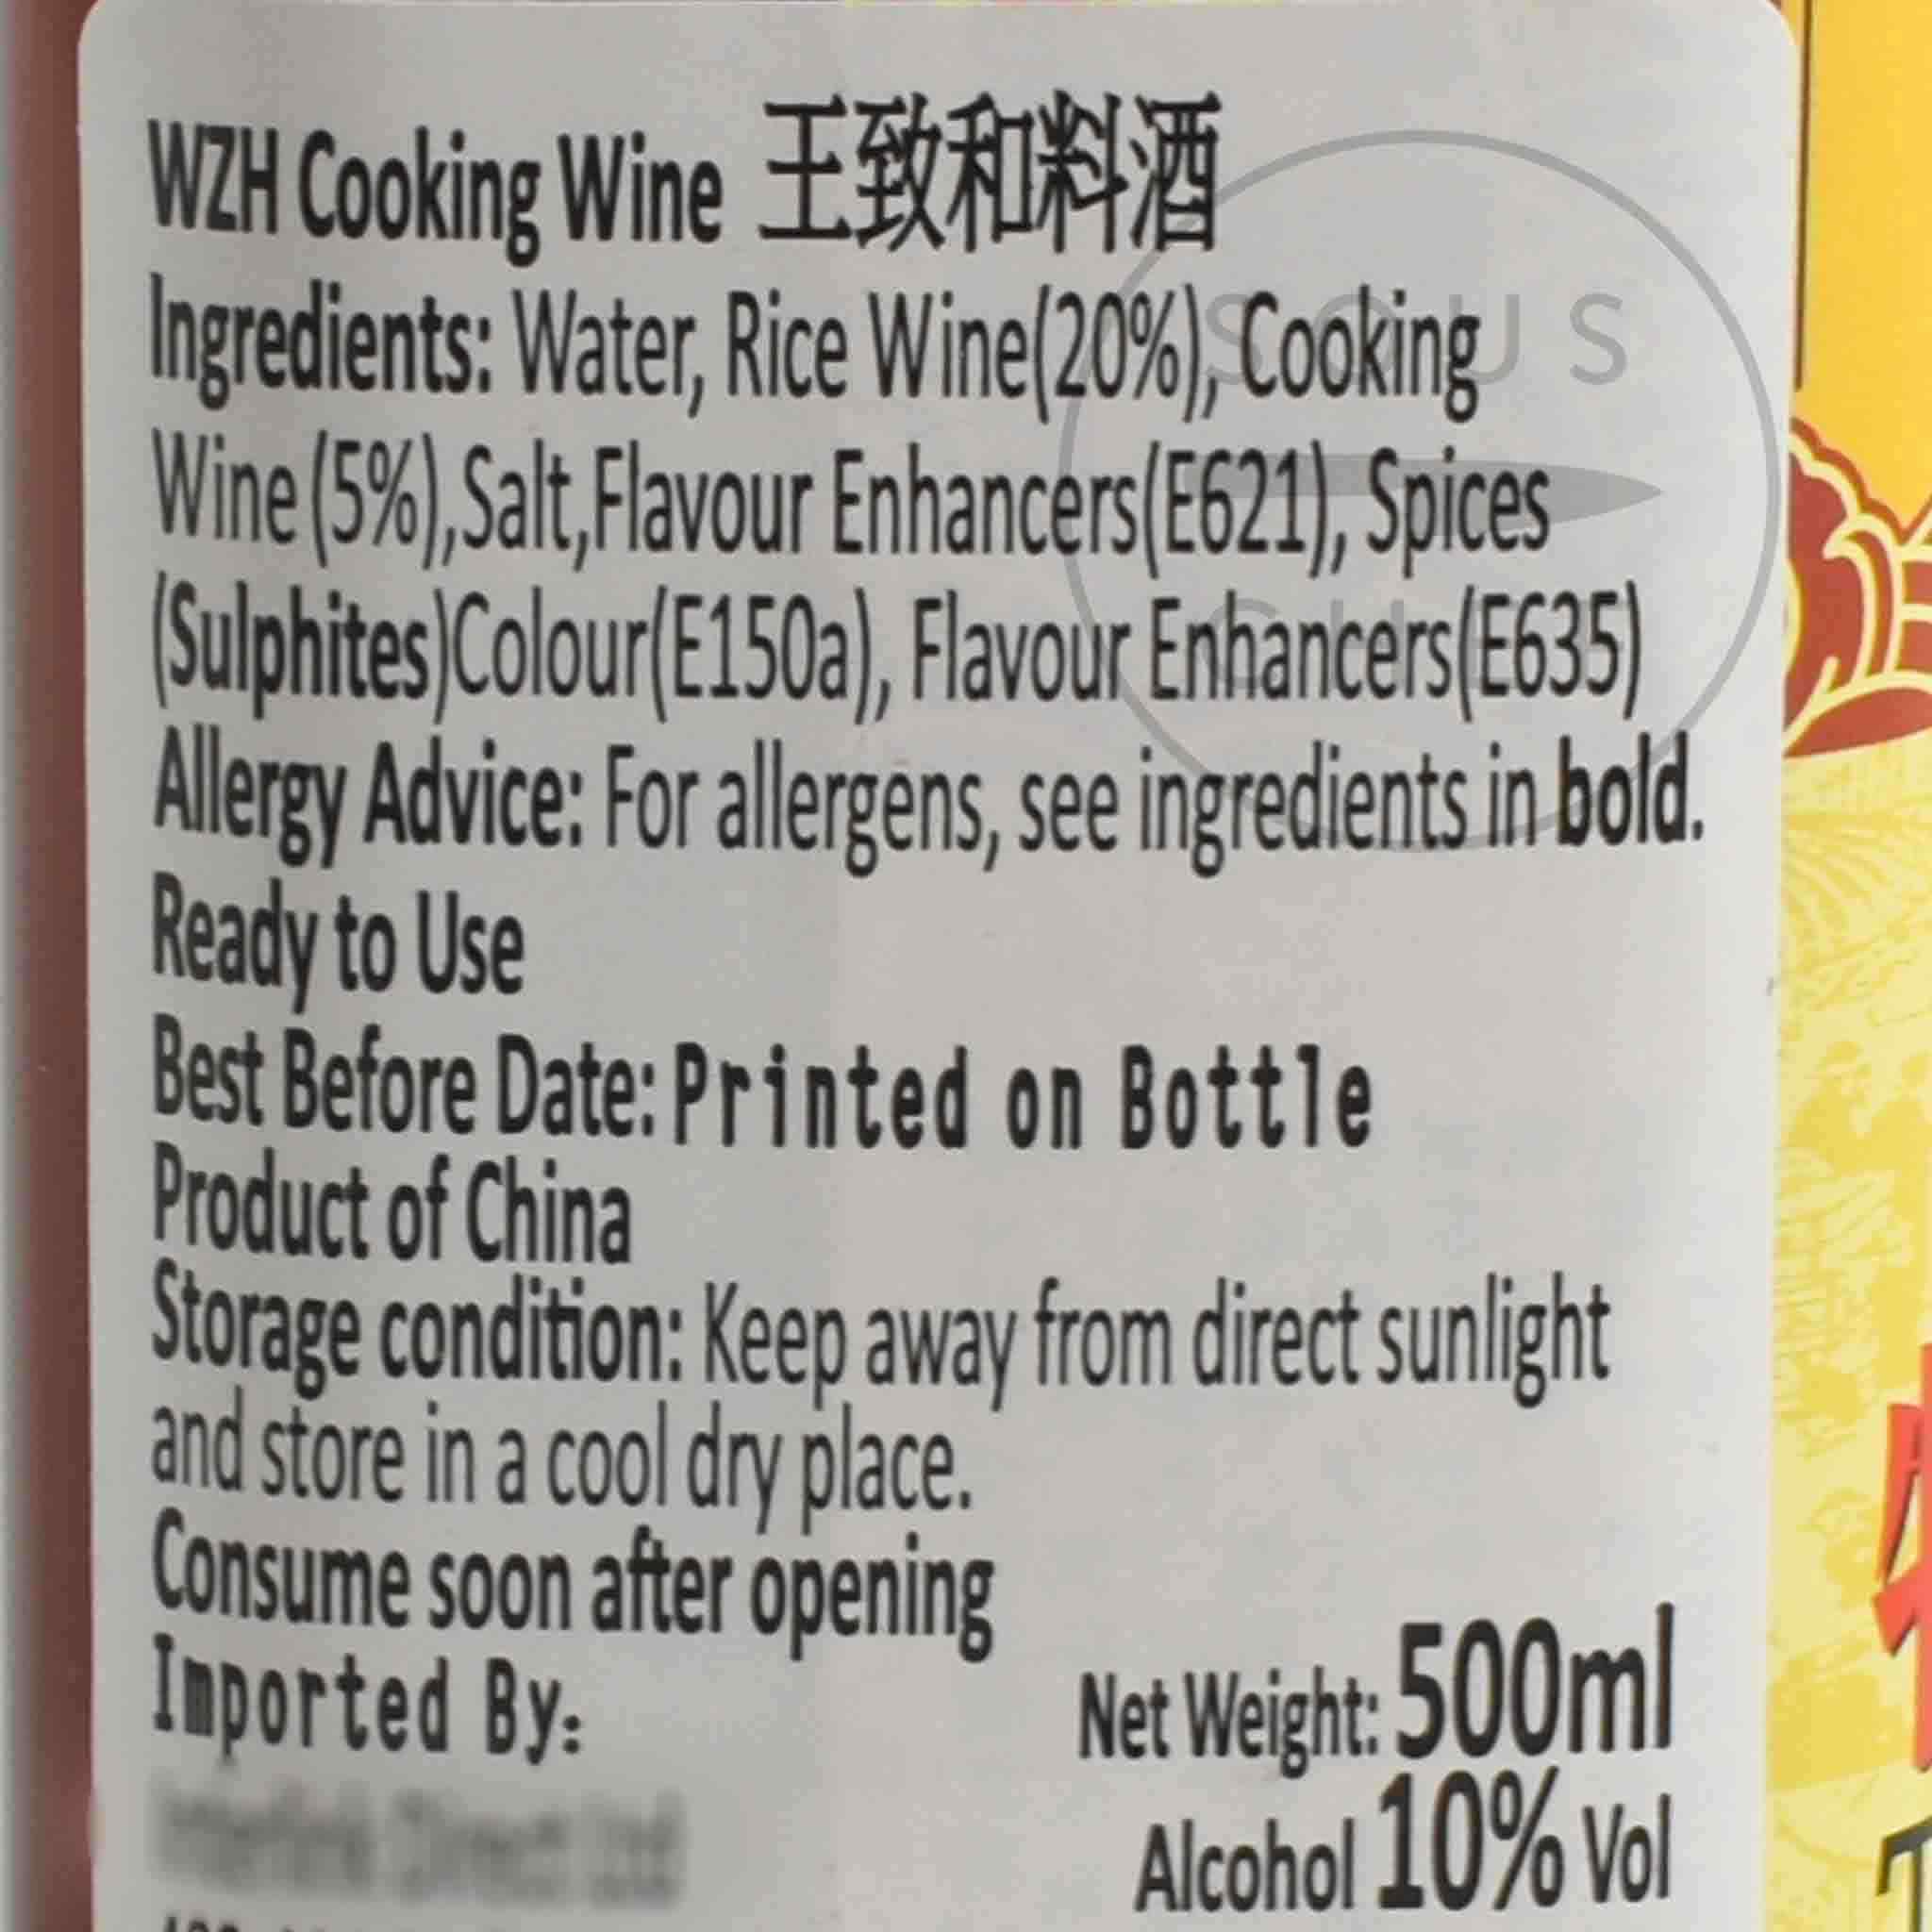 WZH Cooking Wine 王致和料酒
Ingredients: Water, Rice Wine(20%), Cooking
Wine (5%),Salt,Flavour Enhancers(E621), Spices
(Sulphites)Colour(E150a), Flavour Enhancers(E635)
Allergy Advice: For allergens, see ingredients in bold.
Ready to Use
Best Before Date: Printed on Bottle
Product of China
Storage condition: Keep away from direct sunlight
and store in a cool dry place.
Consume soon after opening
Imported By:
Net Weight: 500ml
Alcohol 10% Vol
SOUS